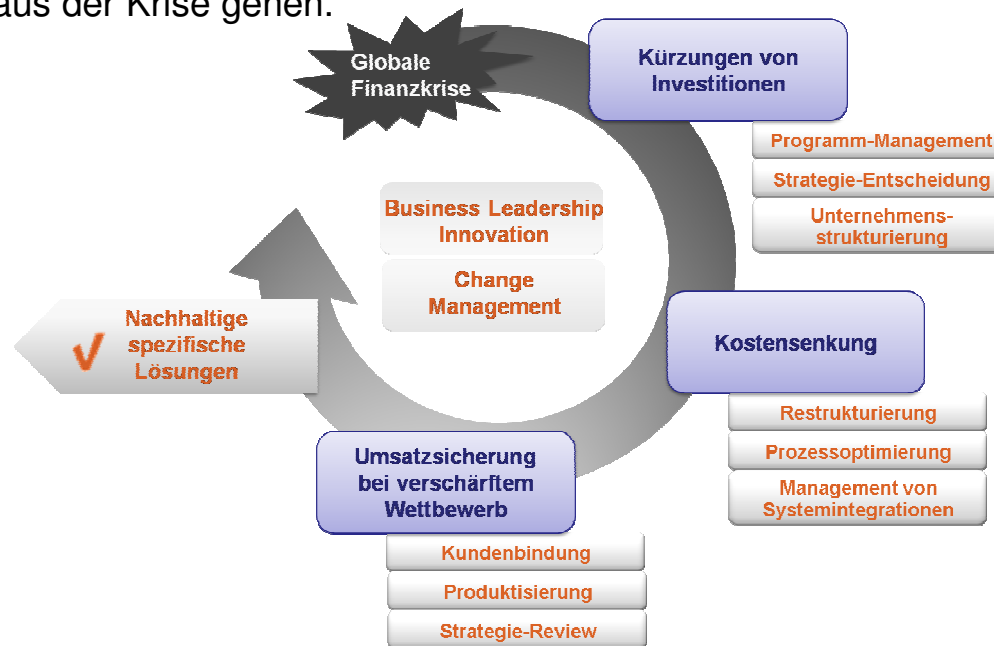 aus der Krise gehen.
Globale
Finanzkrise
Kürzungen von
Investitionen
Programm-Management
Strategie-Entscheidung
Unternehmens-
strukturierung
Business Leadership
Innovation
Change
Management
Nachhaltige
spezifische
Lösungen
Kostensenkung
Restrukturierung
Prozessoptimierung
Management von
Systemintegrationen
Umsatzsicherung
bei verschärftem
Wettbewerb
Kundenbindung
Produktisierung
Strategie-Review